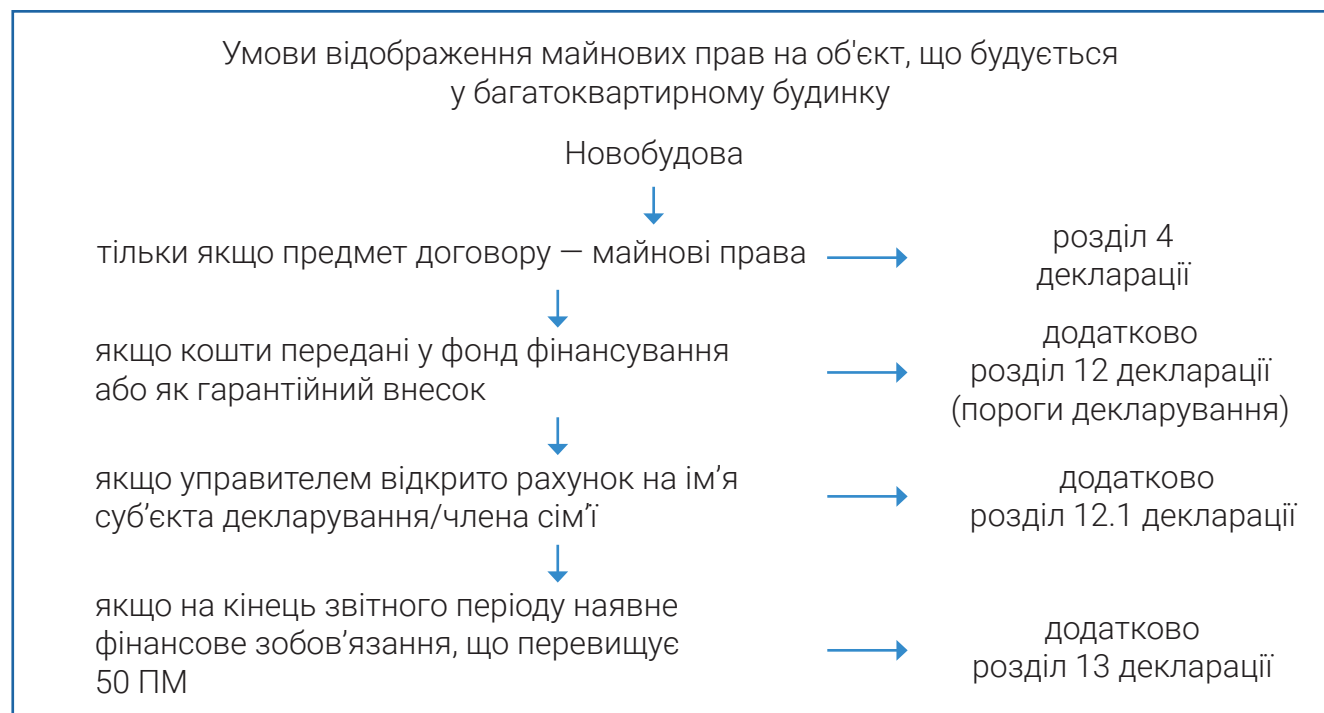 Умови відображення майнових прав на об'єкт, що будується
у багатоквартирному будинку
Новобудова
тільки якщо предмет договору — майнові права
розділ 4
декларації
якщо кошти передані у фонд фінансування
або як гарантійний внесок
додатково
розділ 12 декларації
(пороги декларування)
якщо управителем відкрито рахунок на ім’я
суб’єкта декларування/члена сім’ї
додатково
розділ 12.1 декларації
якщо на кінець звітного періоду наявне
фінансове зобов’язання, що перевищує
50 ПМ
додатково
розділ 13 декларації